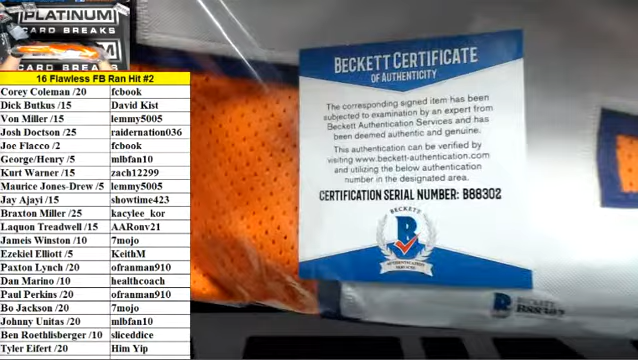 PLATINUM
CARD BREAKS
CARD BREAKS
16 Flawless FB Ran Hit #2
Corey Coleman /20 fcbook
Dick Butkus /15 David Kist
Von Miller /15 lemmy5005
Josh Doctson /25 raidernation036
Joe Flacco /2 fcbook
George/Henry /5 mlbfan10
Kurt Warner /15 zach12299
Maurice Jones-Drew /5 lemmy5005
Jay Ajayi /15 showtime423
Braxton Miller /25 kacylee_kor
Laquon Treadwell /15 AARonv21
Jameis Winston /10 7mojo
Ezekiel Elliott /5 KeithM
Paxton Lynch /20 ofranman910
Dan Marino /10 healthcoach
Paul Perkins /20 ofranman910
Bo Jackson /20 7mojo
Johnny Unitas /20 mlbfan10
Ben Roethlisberger /10 sliceddice
Tyler Eifert /20 Him Yip
BECKETT CERTIFICATE
OF AUTHENTICITY
The corresponding signed item has been
subjected to examination by an expert from
Beckett Authentication Services and has
been deemed authentic and genuine.
This authentication can be verified by
visiting www.beckett-authentication.com
and utilizing the below authentication
number in the designated area.
CERTIFICATION SERIAL NUMBER: B88302
BECKETT
B
AUTHENTICATION
SERVICES
BECKETT